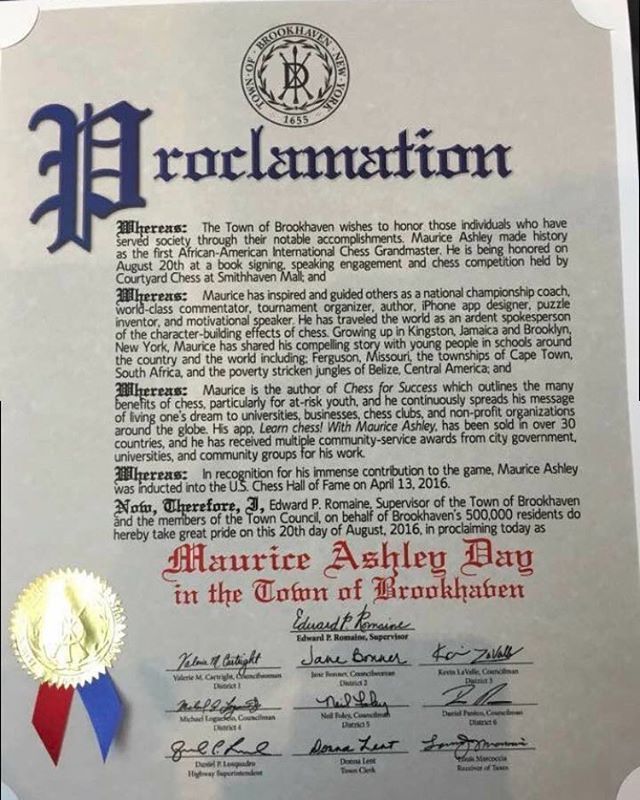 TOWN·OF·BROOKHAVEN·NEW·YORK
1655
Proclamation
Whereas: The Town of Brookhaven wishes to honor those individuals who have
served society through their notable accomplishments. Maurice Ashley made history
as the first African-American International Chess Grandmaster. He is being honored on
August 20th at a book signing, speaking engagement and chess competition held by
Courtyard Chess at Smithhaven Mall; and
Whereas: Maurice has inspired and guided others as a national championship coach,
world-class commentator, tournament organizer, author, iPhone app designer, puzzle
inventor, and motivational speaker. He has traveled the world as an ardent spokesperson
of the character-building effects of chess. Growing up in Kingston, Jamaica and Brooklyn,
New York, Maurice has shared his compelling story with young people in schools around
the country and the world including; Ferguson, Missouri, the townships of Cape Town,
South Africa, and the poverty stricken jungles of Belize, Central America; and
Whereas: Maurice is the author of Chess for Success which outlines the many
benefits of chess, particularly for at-risk youth, and he continuously spreads his message
of living one's dream to universities, businesses, chess clubs, and non-profit organizations
around the globe. His app, Learn chess! With Maurice Ashley, has been sold in over 30
countries, and he has received multiple community-service awards from city government,
universities, and community groups for his work.
Whereas: In recognition for his immense contribution to the game, Maurice Ashley
was inducted into the U.S. Chess Hall of Fame on April 13, 2016.
Now, Therefore, I, Edward P. Romaine, Supervisor of the Town of Brookhaven
and the members of the Town Council, on behalf of Brookhaven's 500,000 residents do
hereby take great pride on this 20th day of August, 2016, in proclaiming today as
Maurice Ashley Day
in the Town of Brookhaven
Edward P. Romaine
Edward P. Romaine, Supervisor
Valerie M. Cartright Jane Bonner Kevin LaValle
Valerie M. Cartright, Councilwoman Jane Bonner, Councilwoman Kevin LaValle, Councilman
District 1 District 2 District 3
Neil Foley
Michael Loguercio, Councilman Neil Foley, Councilman Daniel Panico, Councilman
District 4 District 5 District 6
Donna Lent
Daniel P. Losquadro Donna Lent Louis Marcoccia
Highway Superintendent Town Clerk Receiver of Taxes